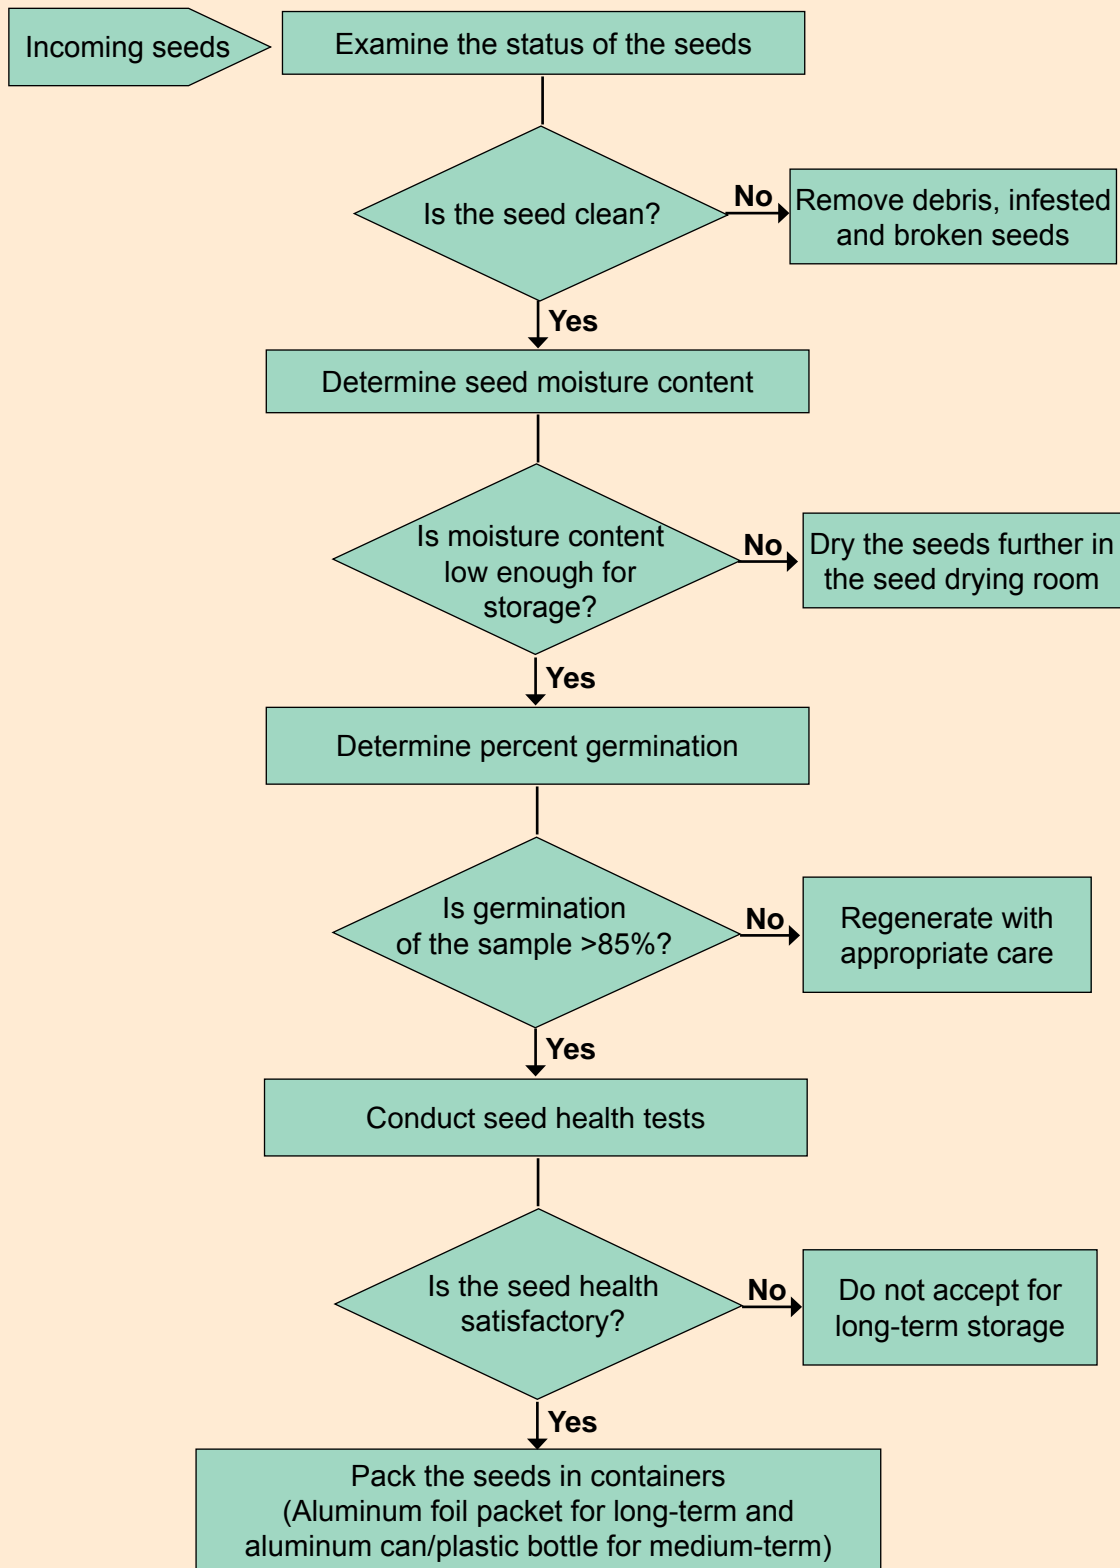 Incoming seeds
Examine the status of the seeds
Is the seed clean?
No
Remove debris, infested
and broken seeds
Yes
Determine seed moisture content
Is moisture content
low enough for
storage?
No
Dry the seeds further in
the seed drying room
Yes
Determine percent germination
Is germination
of the sample >85%?
No
Regenerate with
appropriate care
Yes
Conduct seed health tests
Is the seed health
satisfactory?
No
Do not accept for
long-term storage
Yes
Pack the seeds in containers
(Aluminum foil packet for long-term and
aluminum can/plastic bottle for medium-term)